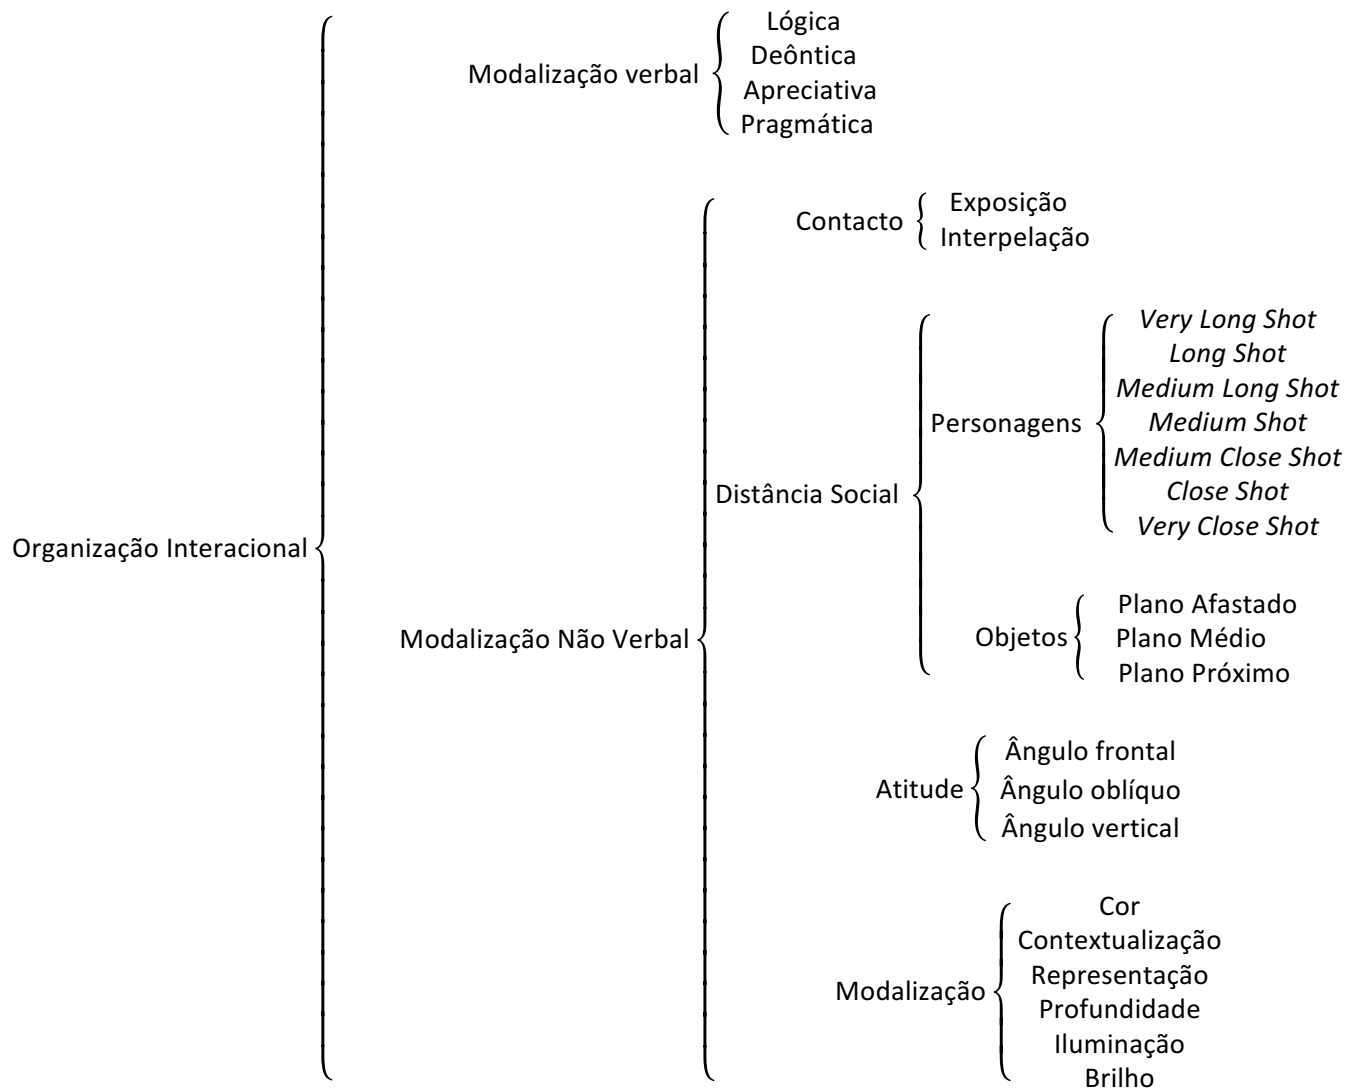 Organização Interacional
Modalização verbal
Lógica
Deôntica
Apreciativa
Pragmática
Modalização Não Verbal
Contacto
Exposição
Interpelação
Distância Social
Personagens
Very Long Shot
Long Shot
Medium Long Shot
Medium Shot
Medium Close Shot
Close Shot
Very Close Shot
Objetos
Plano Afastado
Plano Médio
Plano Próximo
Atitude
Ângulo frontal
Ângulo oblíquo
Ângulo vertical
Modalização
Cor
Contextualização
Representação
Profundidade
Iluminação
Brilho